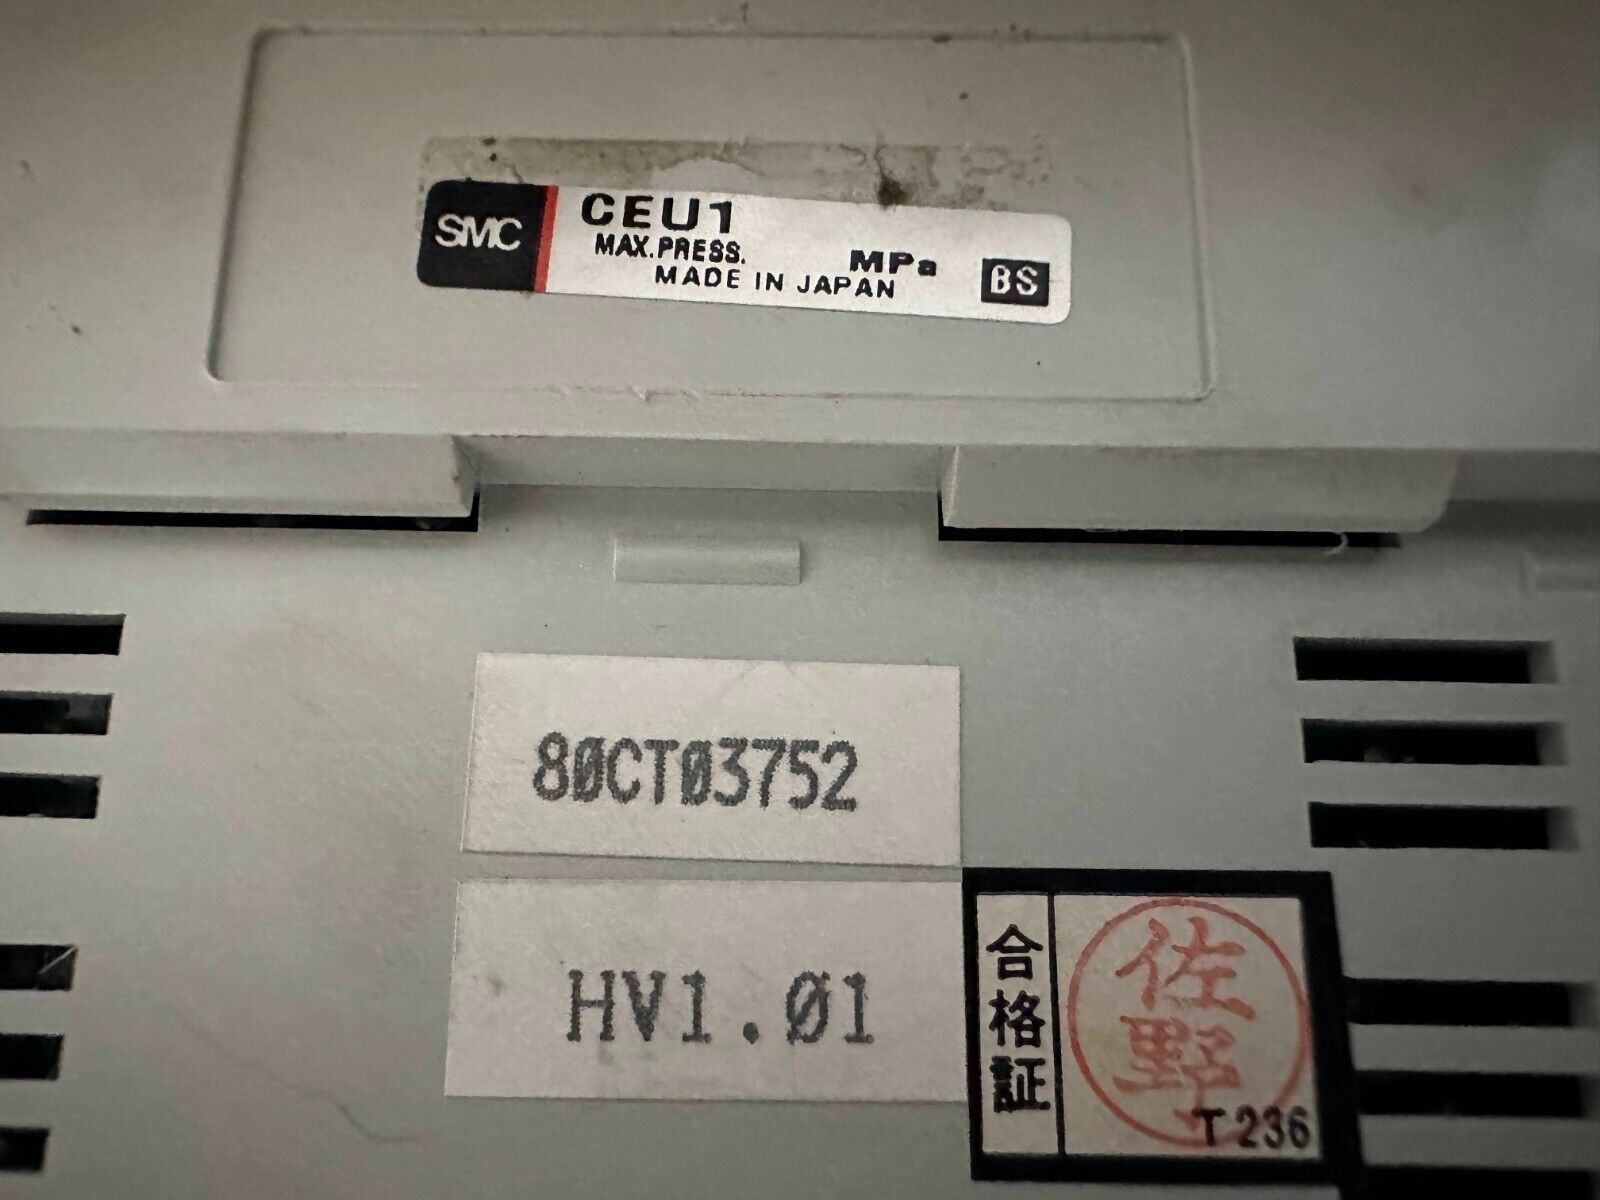 SMC
CEU1
MAX.PRESS. MPa
MADE IN JAPAN
BS
80CT03752
HV1.01
合格証
佐野
T236